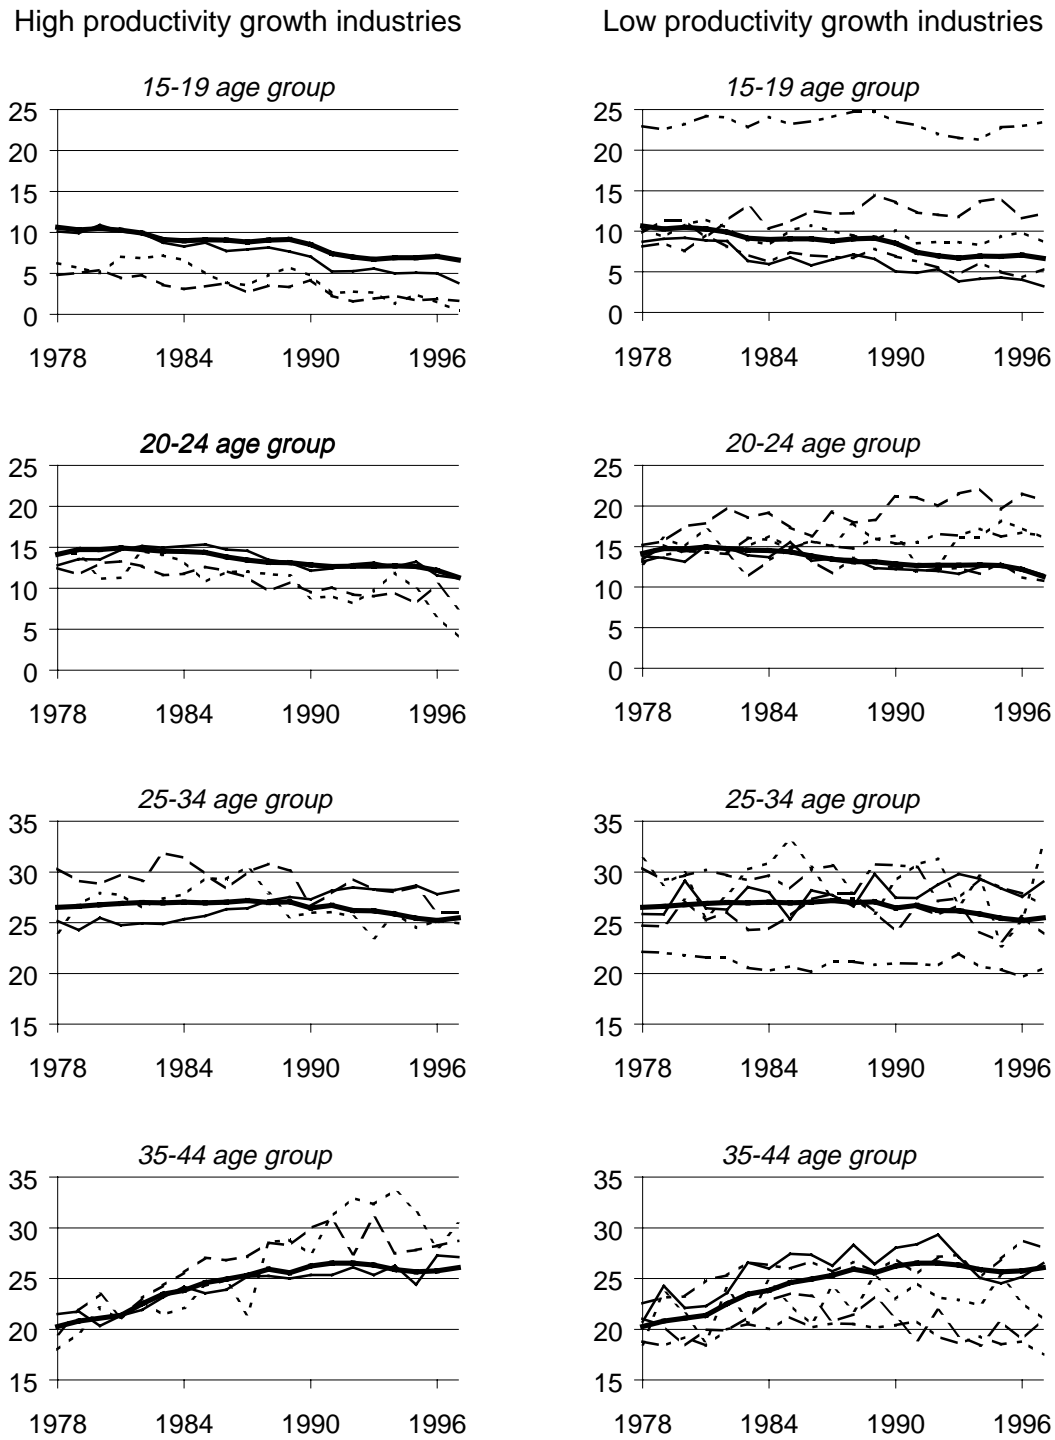 High productivity growth industries
Low productivity growth industries
15-19 age group
15-19 age group
25
20
15
10
5
0
1978 1984 1990 1996
25
20
15
10
5
0
1978 1984 1990 1996
20-24 age group
20-24 age group
25
20
15
10
5
0
1978 1984 1990 1996
25
20
15
10
5
0
1978 1984 1990 1996
25-34 age group
25-34 age group
35
30
25
20
15
1978 1984 1990 1996
35
30
25
20
15
1978 1984 1990 1996
35-44 age group
35-44 age group
35
30
25
20
15
1978 1984 1990 1996
35
30
25
20
15
1978 1984 1990 1996